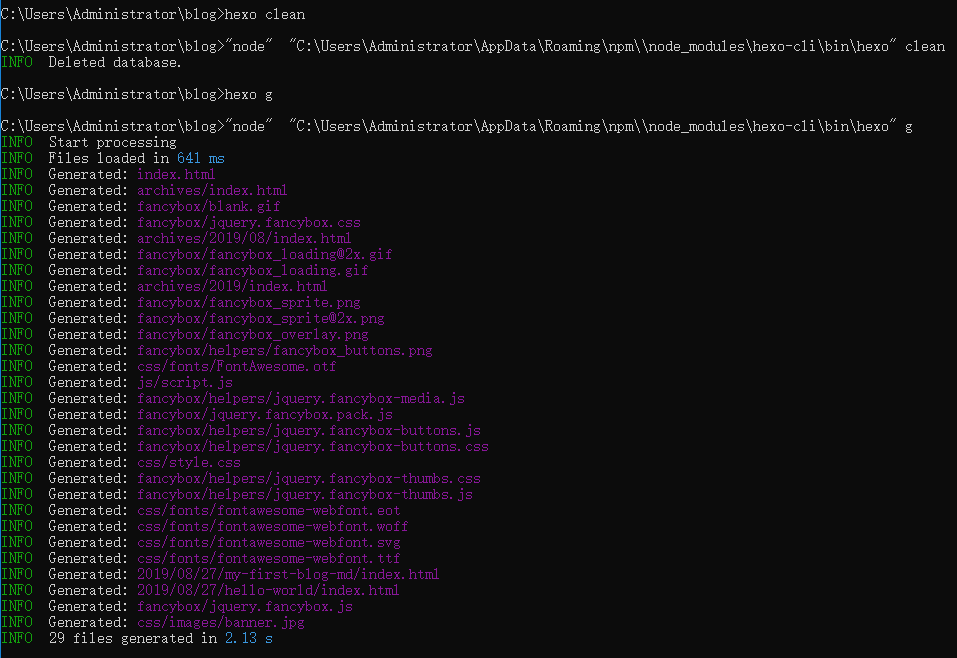 C:\Users\Administrator\blog>hexo clean
C:\Users\Administrator\blog>"node"  "C:\Users\Administrator\AppData\Roaming\npm\\node_modules\hexo-cli\bin\hexo" clean
INFO  Deleted database.
C:\Users\Administrator\blog>hexo g
C:\Users\Administrator\blog>"node"  "C:\Users\Administrator\AppData\Roaming\npm\\node_modules\hexo-cli\bin\hexo" g
INFO  Start processing
INFO  Files loaded in 641 ms
INFO  Generated: index.html
INFO  Generated: archives/index.html
INFO  Generated: fancybox/blank.gif
INFO  Generated: fancybox/jquery.fancybox.css
INFO  Generated: archives/2019/08/index.html
INFO  Generated: fancybox/fancybox_loading@2x.gif
INFO  Generated: fancybox/fancybox_loading.gif
INFO  Generated: archives/2019/index.html
INFO  Generated: fancybox/fancybox_sprite.png
INFO  Generated: fancybox/fancybox_sprite@2x.png
INFO  Generated: fancybox/fancybox_overlay.png
INFO  Generated: fancybox/helpers/fancybox_buttons.png
INFO  Generated: css/fonts/FontAwesome.otf
INFO  Generated: js/script.js
INFO  Generated: fancybox/helpers/jquery.fancybox-media.js
INFO  Generated: fancybox/jquery.fancybox.pack.js
INFO  Generated: fancybox/helpers/jquery.fancybox-buttons.js
INFO  Generated: fancybox/helpers/jquery.fancybox-buttons.css
INFO  Generated: css/style.css
INFO  Generated: fancybox/helpers/jquery.fancybox-thumbs.css
INFO  Generated: fancybox/helpers/jquery.fancybox-thumbs.js
INFO  Generated: css/fonts/fontawesome-webfont.eot
INFO  Generated: css/fonts/fontawesome-webfont.woff
INFO  Generated: css/fonts/fontawesome-webfont.svg
INFO  Generated: css/fonts/fontawesome-webfont.ttf
INFO  Generated: 2019/08/27/my-first-blog-md/index.html
INFO  Generated: 2019/08/27/hello-world/index.html
INFO  Generated: fancybox/jquery.fancybox.js
INFO  Generated: css/images/banner.jpg
INFO  29 files generated in 2.13 s